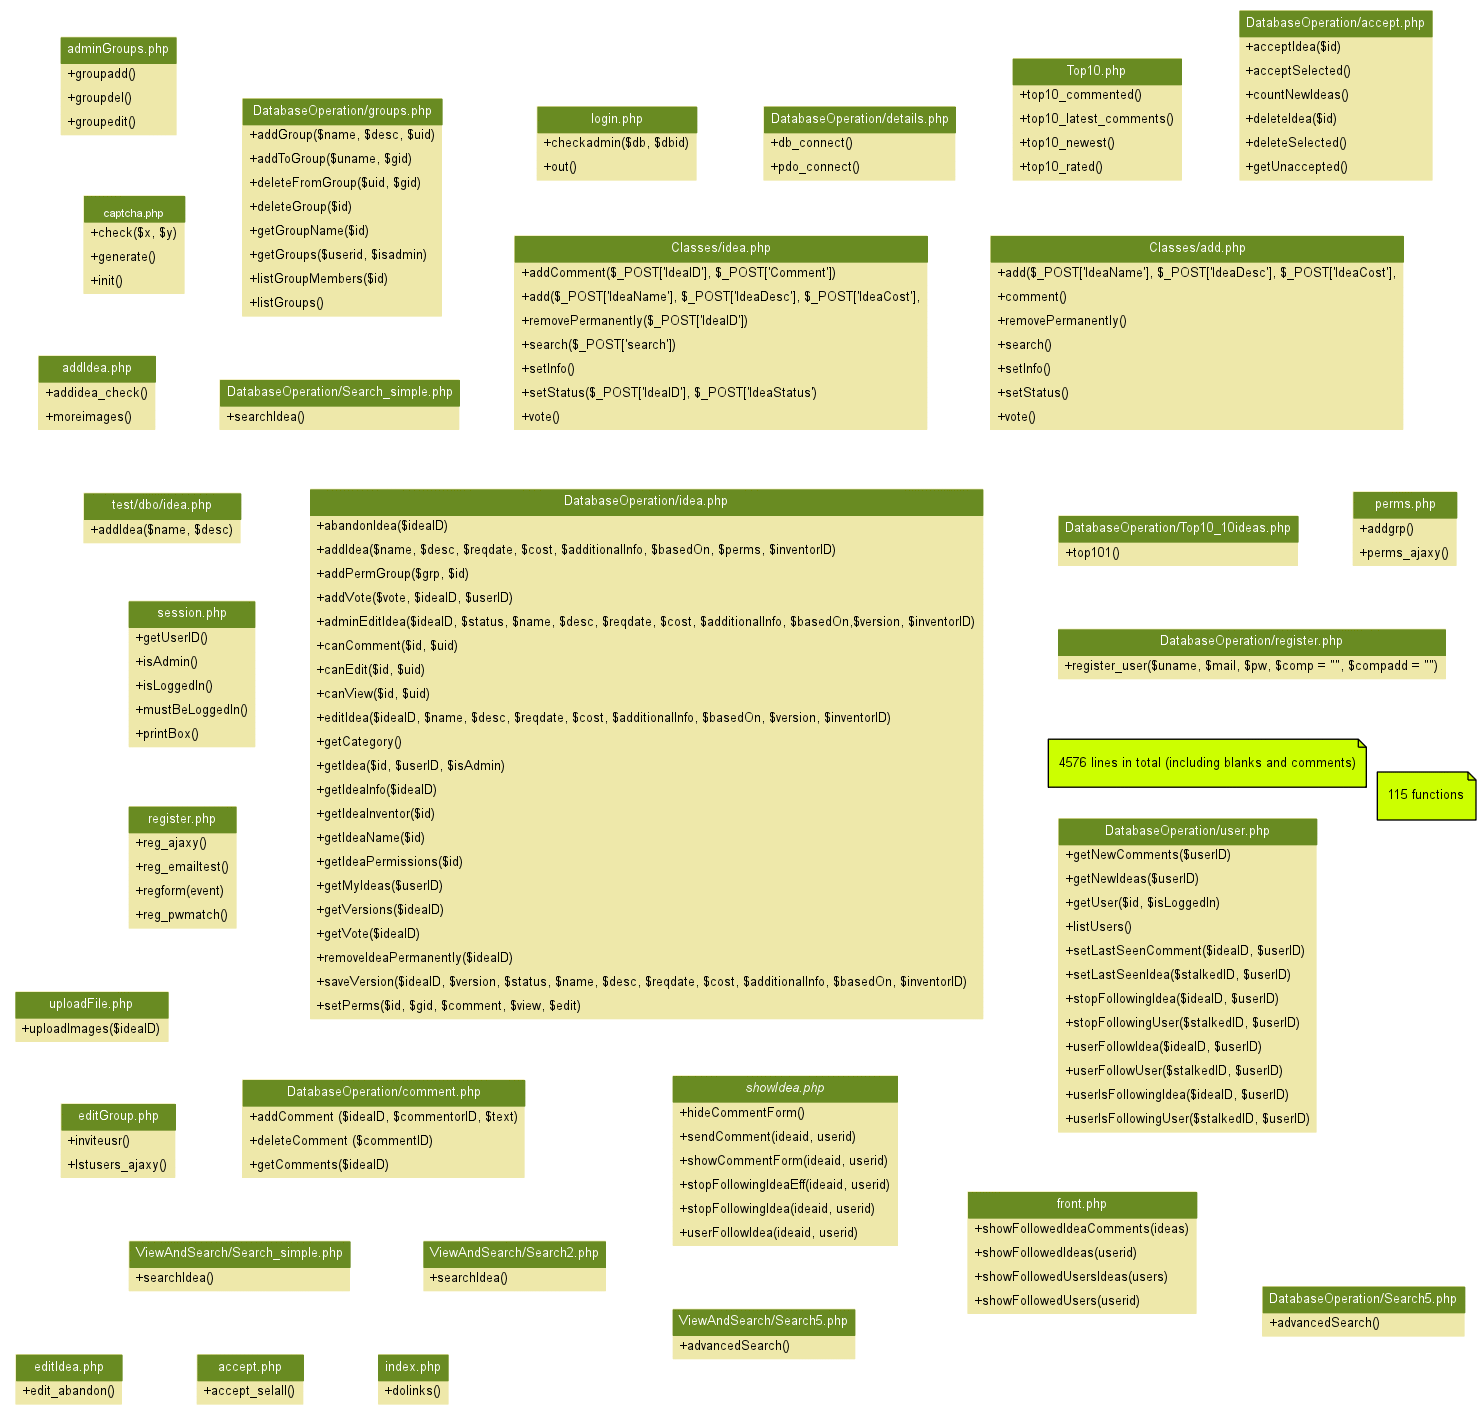 adminGroups.php
+groupadd()
+groupdel()
+groupedit()
DatabaseOperation/groups.php
+addGroup($name, $desc, $uid)
+addToGroup($uname, $gid)
+deleteFromGroup($uid, $gid)
+deleteGroup($id)
+getGroupName($id)
+getGroups($userid, $isadmin)
+listGroupMembers($id)
+listGroups()
login.php
+checkadmin($db, $dbid)
+out()
DatabaseOperation/details.php
+db_connect()
+pdo_connect()
Top10.php
+top10_commented()
+top10_latest_comments()
+top10_newest()
+top10_rated()
DatabaseOperation/accept.php
+acceptIdea($id)
+acceptSelected()
+countNewIdeas()
+deleteIdea($id)
+deleteSelected()
+getUnaccepted()
captcha.php
+check($x, $y)
+generate()
+init()
Classes/idea.php
+addComment($_POST['IdeaID'], $_POST['Comment'])
+add($_POST['IdeaName'], $_POST['IdeaDesc'], $_POST['IdeaCost'],
+removePermanently($_POST['IdeaID'])
+search($_POST['search'])
+setInfo()
+setStatus($_POST['IdeaID'], $_POST['IdeaStatus')
+vote()
Classes/add.php
+add($_POST['IdeaName'], $_POST['IdeaDesc'], $_POST['IdeaCost'],
+comment()
+removePermanently()
+search()
+setInfo()
+setStatus()
+vote()
addIdea.php
+addidea_check()
+moreimages()
DatabaseOperation/Search_simple.php
+searchIdea()
test/dbo/idea.php
+addIdea($name, $desc)
DatabaseOperation/idea.php
+abandonIdea($ideaID)
+addIdea($name, $desc, $reqdate, $cost, $additionalInfo, $basedOn, $perms, $inventorID)
+addPermGroup($grp, $id)
+addVote($vote, $ideaID, $userID)
+adminEditIdea($ideaID, $status, $name, $desc, $reqdate, $cost, $additionalInfo, $basedOn,$version, $inventorID)
+canComment($id, $uid)
+canEdit($id, $uid)
+canView($id, $uid)
+editIdea($ideaID, $name, $desc, $reqdate, $cost, $additionalInfo, $basedOn, $version, $inventorID)
+getCategory()
+getIdea($id, $userID, $isAdmin)
+getIdeaInfo($ideaID)
+getIdeaInventor($id)
+getIdeaName($id)
+getIdeaPermissions($id)
+getMyIdeas($userID)
+getVersions($ideaID)
+getVote($ideaID)
+removeIdeaPermanently($ideaID)
+saveVersion($ideaID, $version, $status, $name, $desc, $reqdate, $cost, $additionalInfo, $basedOn, $inventorID)
+setPerms($id, $gid, $comment, $view, $edit)
DatabaseOperation/Top10_10ideas.php
+top101()
perms.php
+addgrp()
+perms_ajaxy()
session.php
+getUserID()
+isAdmin()
+isLoggedIn()
+mustBeLoggedIn()
+printBox()
DatabaseOperation/register.php
+register_user($uname, $mail, $pw, $comp = "", $compadd = "")
4576 lines in total (including blanks and comments)
115 functions
register.php
+reg_ajaxy()
+reg_emailtest()
+regform(event)
+reg_pwmatch()
DatabaseOperation/user.php
+getNewComments($userID)
+getNewIdeas($userID)
+getUser($id, $isLoggedIn)
+listUsers()
+setLastSeenComment($ideaID, $userID)
+setLastSeenIdea($stalkedID, $userID)
+stopFollowingIdea($ideaID, $userID)
+stopFollowingUser($stalkedID, $userID)
+userFollowIdea($ideaID, $userID)
+userFollowUser($stalkedID, $userID)
+userIsFollowingIdea($ideaID, $userID)
+userIsFollowingUser($stalkedID, $userID)
uploadFile.php
+uploadImages($ideaID)
editGroup.php
+inviteusr()
+lstusers_ajaxy()
DatabaseOperation/comment.php
+addComment ($ideaID, $commentorID, $text)
+deleteComment ($commentID)
+getComments($ideaID)
showIdea.php
+hideCommentForm()
+sendComment(ideaid, userid)
+showCommentForm(ideaid, userid)
+stopFollowingIdeaEff(ideaid, userid)
+stopFollowingIdea(ideaid, userid)
+userFollowIdea(ideaid, userid)
front.php
+showFollowedIdeaComments(ideas)
+showFollowedIdeas(userid)
+showFollowedUsersIdeas(users)
+showFollowedUsers(userid)
ViewAndSearch/Search_simple.php
+searchIdea()
ViewAndSearch/Search2.php
+searchIdea()
ViewAndSearch/Search5.php
+advancedSearch()
DatabaseOperation/Search5.php
+advancedSearch()
editIdea.php
+edit_abandon()
accept.php
+accept_selall()
index.php
+dolinks()